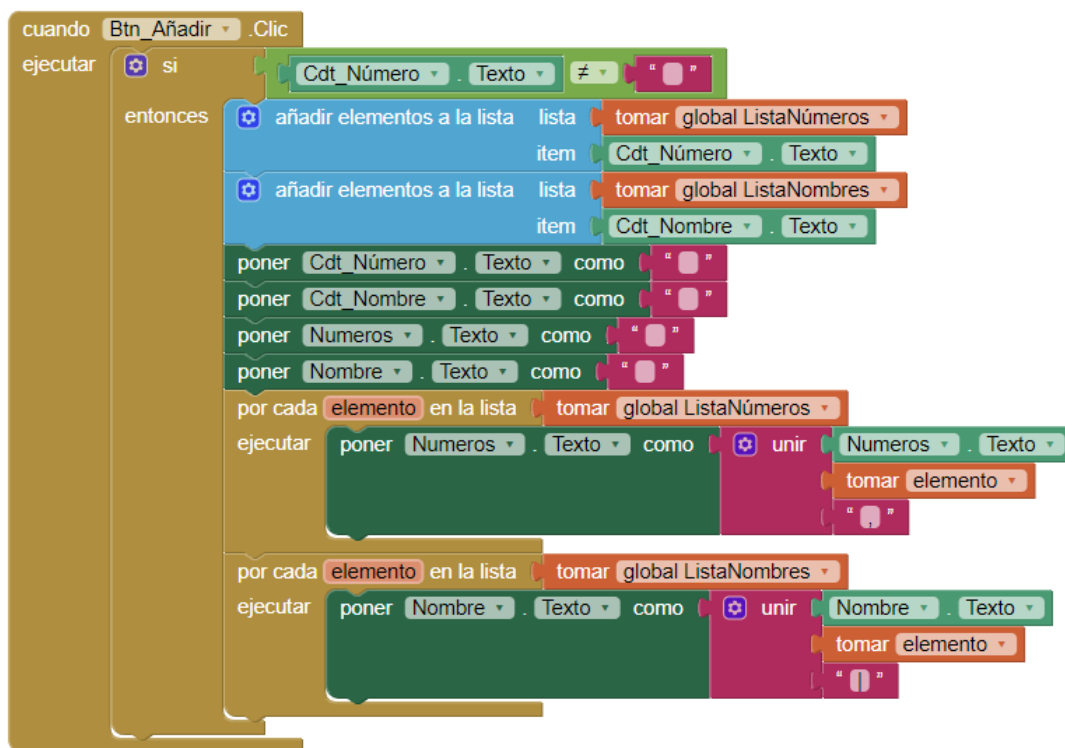 cuando Btn_Añadir .Clic
ejecutar si Cdt_Número . Texto ≠ “ ”
entonces añadir elementos a la lista lista tomar global ListaNúmeros
item Cdt_Número . Texto
añadir elementos a la lista lista tomar global ListaNombres
item Cdt_Nombre . Texto
poner Cdt_Número . Texto como “ ”
poner Cdt_Nombre . Texto como “ ”
poner Numeros . Texto como “ ”
poner Nombre . Texto como “ ”
por cada elemento en la lista tomar global ListaNúmeros
ejecutar poner Numeros . Texto como unir Numeros . Texto
tomar elemento
“ , ”
por cada elemento en la lista tomar global ListaNombres
ejecutar poner Nombre . Texto como unir Nombre . Texto
tomar elemento
“ | ”